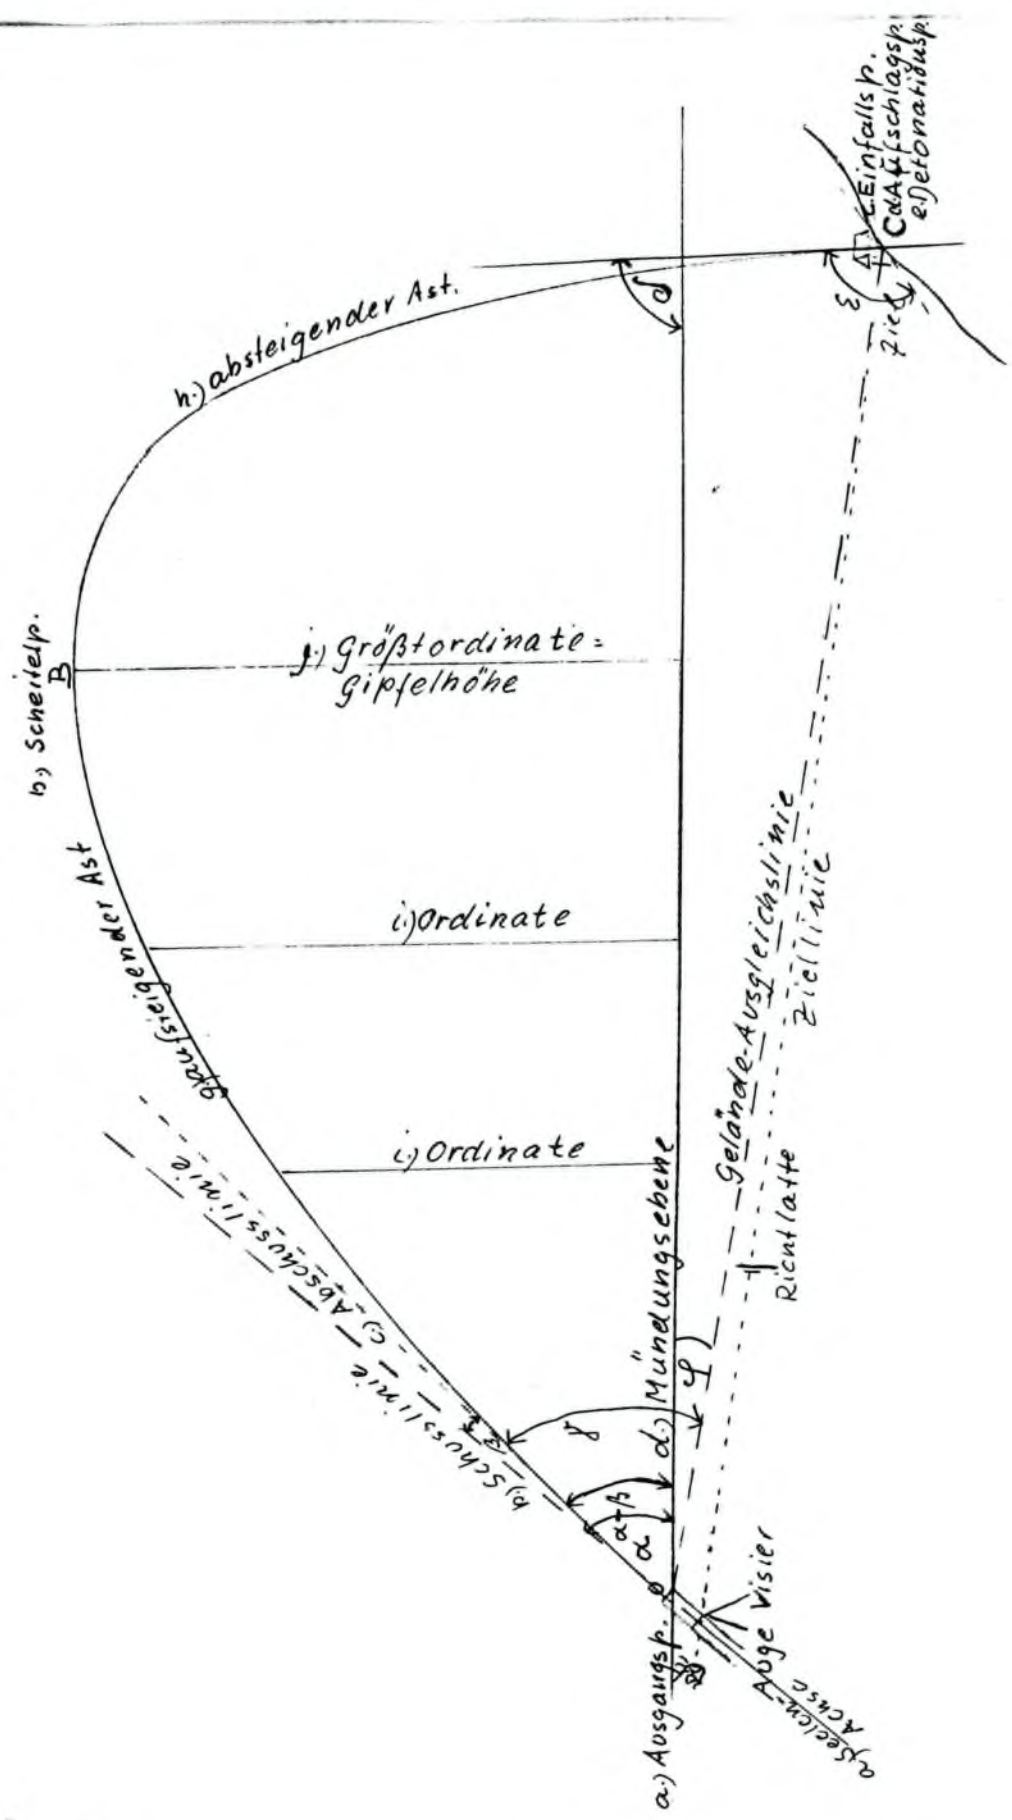 b.) Scheitelp.
B
g.) aufsteigender Ast
h.) absteigender Ast.
j.) Größtordinate =
Gipfelhöhe
i.) Ordinate
i.) Ordinate
b.) Schusslinie
c.) Abschusslinie
β
γ
α+β
α
φ
δ
ε
d.) Mündungsebene
a.) Ausgangsp.
Gelände-Ausgleichslinie
Ziellinie
Richtlatte
Auge Visier
a.) Seelen-
Achse
Ziel
c. Einfallsp.
C d. Aufschlagsp.
e.) Detonationsp.